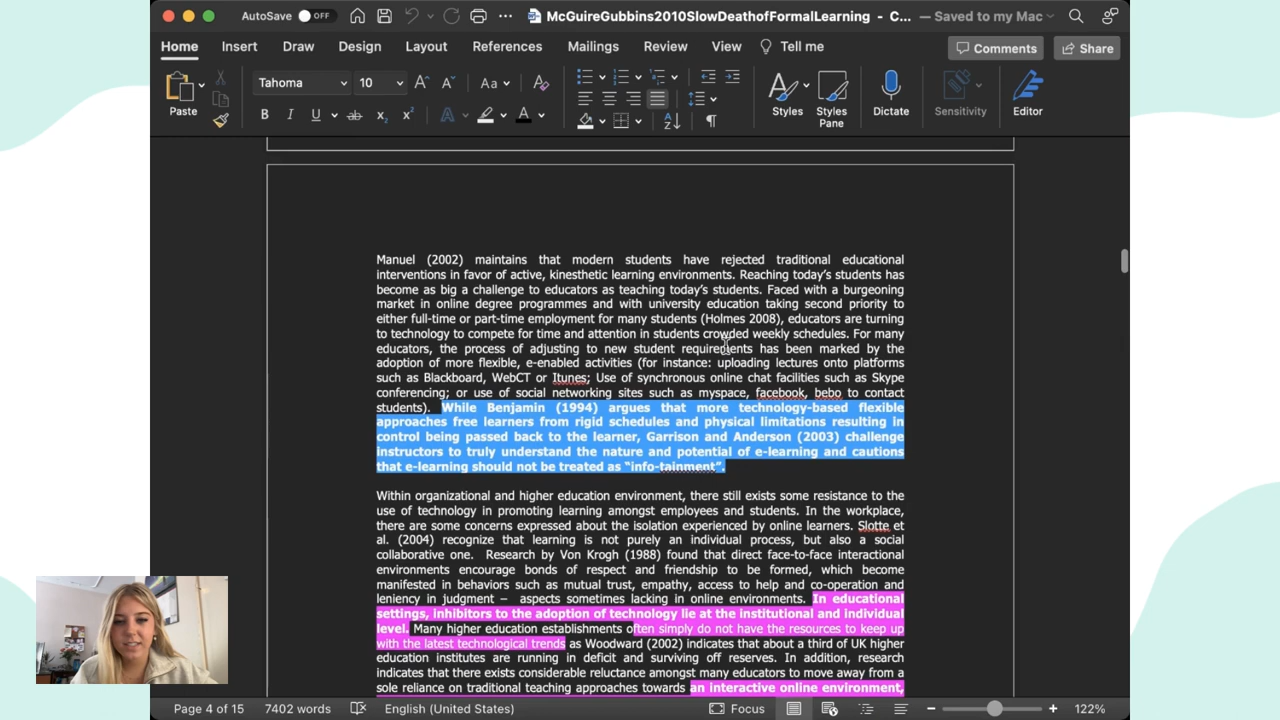 AutoSave OFF
McGuireGubbins2010SlowDeathofFormalLearning - C... — Saved to my Mac
Home Insert Draw Design Layout References Mailings Review View Tell me
Comments Share
Paste
Tahoma 10
Aa
B I U ab x₂ x²
A A
Styles
Styles Pane
Dictate
Sensitivity
Editor
Manuel (2002) maintains that modern students have rejected traditional educational
interventions in favor of active, kinesthetic learning environments. Reaching today's students has
become as big a challenge to educators as teaching today's students. Faced with a burgeoning
market in online degree programmes and with university education taking second priority to
either full-time or part-time employment for many students (Holmes 2008), educators are turning
to technology to compete for time and attention in students crowded weekly schedules. For many
educators, the process of adjusting to new student requirements has been marked by the
adoption of more flexible, e-enabled activities (for instance: uploading lectures onto platforms
such as Blackboard, WebCT or Itunes; Use of synchronous online chat facilities such as Skype
conferencing; or use of social networking sites such as myspace, facebook, bebo to contact
students). While Benjamin (1994) argues that more technology-based flexible
approaches free learners from rigid schedules and physical limitations resulting in
control being passed back to the learner, Garrison and Anderson (2003) challenge
instructors to truly understand the nature and potential of e-learning and cautions
that e-learning should not be treated as “info-tainment”.
Within organizational and higher education environment, there still exists some resistance to the
use of technology in promoting learning amongst employees and students. In the workplace,
there are some concerns expressed about the isolation experienced by online learners. Slotte et
al. (2004) recognize that learning is not purely an individual process, but also a social
collaborative one. Research by Von Krogh (1988) found that direct face-to-face interactional
environments encourage bonds of respect and friendship to be formed, which become
manifested in behaviors such as mutual trust, empathy, access to help and co-operation and
leniency in judgment – aspects sometimes lacking in online environments. In educational
settings, inhibitors to the adoption of technology lie at the institutional and individual
level. Many higher education establishments often simply do not have the resources to keep up
with the latest technological trends as Woodward (2002) indicates that about a third of UK higher
education institutes are running in deficit and surviving off reserves. In addition, research
indicates that there exists considerable reluctance amongst many educators to move away from a
sole reliance on traditional teaching approaches towards an interactive online environment,
Page 4 of 15 7402 words English (United States) Focus 122%